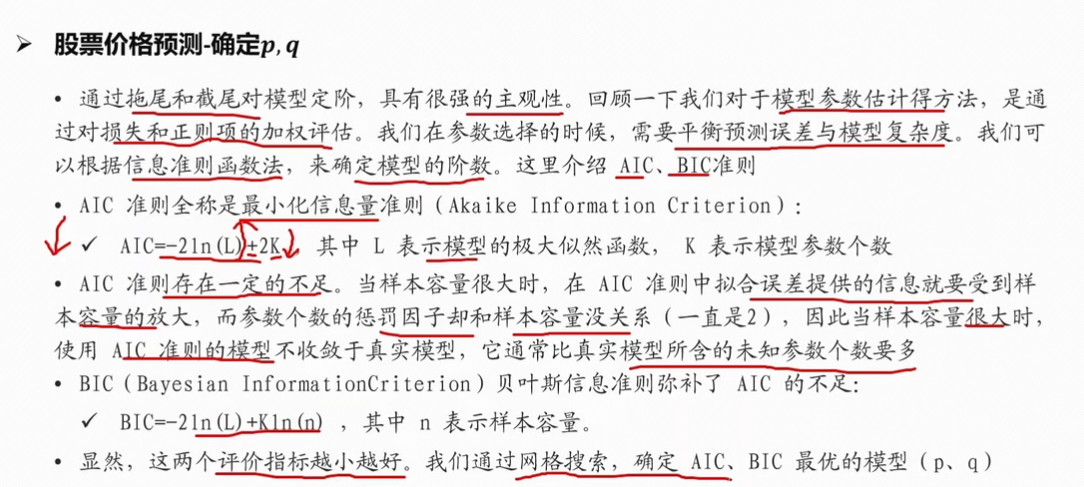 ➢ 股票价格预测-确定p,q
• 通过拖尾和截尾对模型定阶，具有很强的主观性。回顾一下我们对于模型参数估计得方法，是通
过对损失和正则项的加权评估。我们在参数选择的时候，需要平衡预测误差与模型复杂度。我们可
以根据信息准则函数法，来确定模型的阶数。这里介绍 AIC、BIC准则
• AIC 准则全称是最小化信息量准则（Akaike Information Criterion）：
✓ AIC=-2ln(L)+2K 其中 L 表示模型的极大似然函数， K 表示模型参数个数
• AIC 准则存在一定的不足。当样本容量很大时，在 AIC 准则中拟合误差提供的信息就要受到样
本容量的放大，而参数个数的惩罚因子却和样本容量没关系（一直是2），因此当样本容量很大时，
使用 AIC 准则的模型不收敛于真实模型，它通常比真实模型所含的未知参数个数要多
• BIC（Bayesian InformationCriterion）贝叶斯信息准则弥补了 AIC 的不足：
✓ BIC=-2ln(L)+Kln(n) ，其中 n 表示样本容量。
• 显然，这两个评价指标越小越好。我们通过网格搜索，确定 AIC、BIC 最优的模型（p、q）